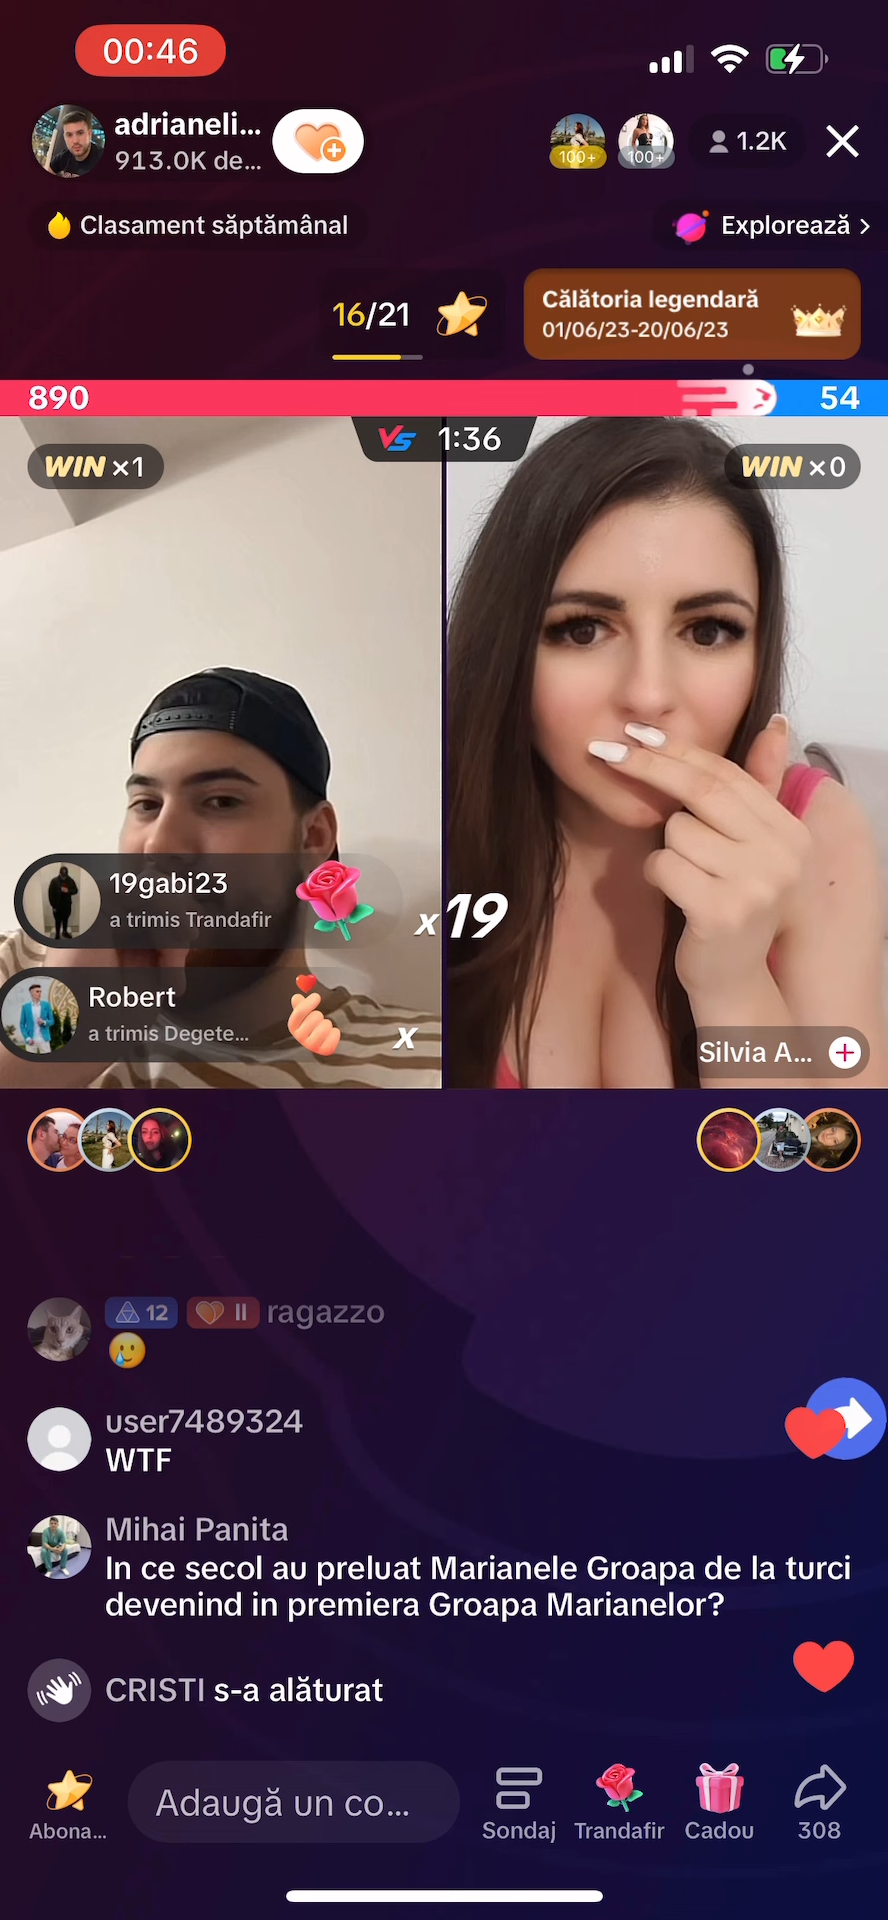 00:46
adrianeli...
913.0K de...
100+
100+
1.2K
Clasament săptămânal
Explorează >
16/21
Călătoria legendară
01/06/23-20/06/23
890
54
VS 1:36
WIN ×1
WIN ×0
19gabi23
a trimis Trandafir
x19
Robert
a trimis Degete...
x
Silvia A...
12 II ragazzo
user7489324
WTF
Mihai Panita
In ce secol au preluat Marianele Groapa de la turci
devenind in premiera Groapa Marianelor?
CRISTI s-a alăturat
Abona...
Adaugă un co...
Sondaj
Trandafir
Cadou
308